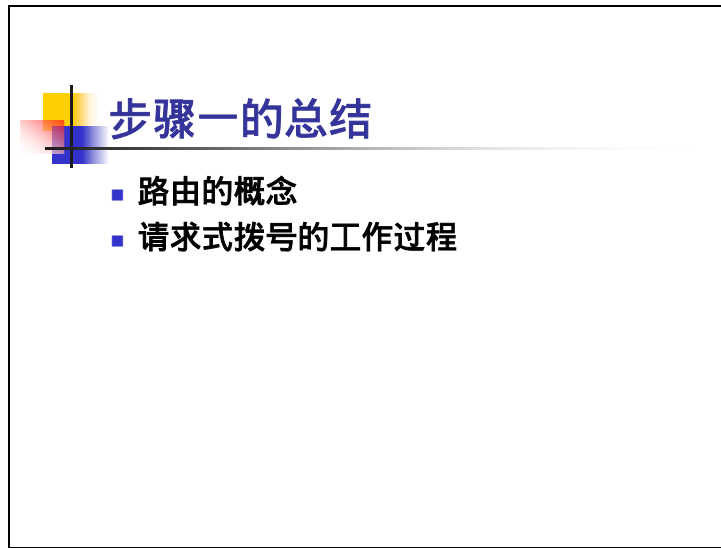 步骤一的总结
路由的概念
请求式拨号的工作过程